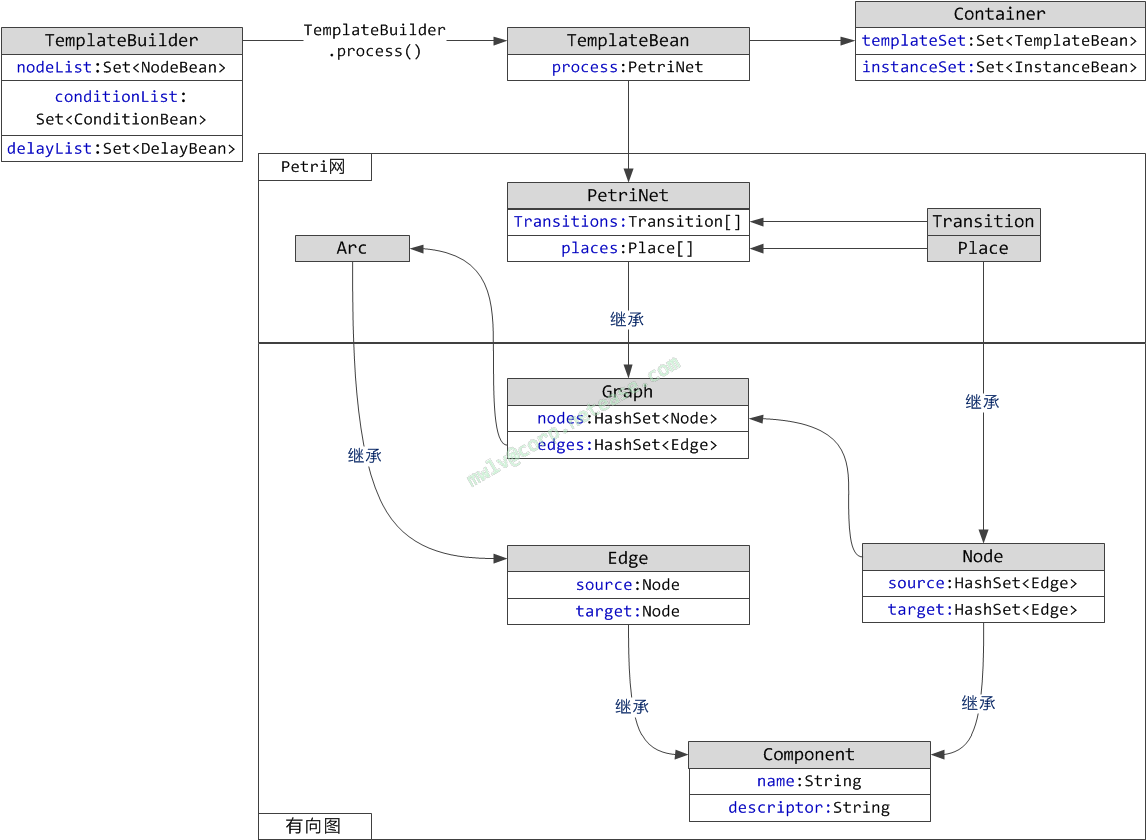 TemplateBuilder
nodeList:Set<NodeBean>
conditionList:
Set<ConditionBean>
delayList:Set<DelayBean>
TemplateBuilder
.process()
TemplateBean
process:PetriNet
Container
templateSet:Set<TemplateBean>
instanceSet:Set<InstanceBean>
Petri网
PetriNet
Transitions:Transition[]
places:Place[]
Transition
Place
Arc
继承
继承
继承
Graph
nodes:HashSet<Node>
edges:HashSet<Edge>
Edge
source:Node
target:Node
Node
source:HashSet<Edge>
target:HashSet<Edge>
继承
继承
Component
name:String
descriptor:String
有向图